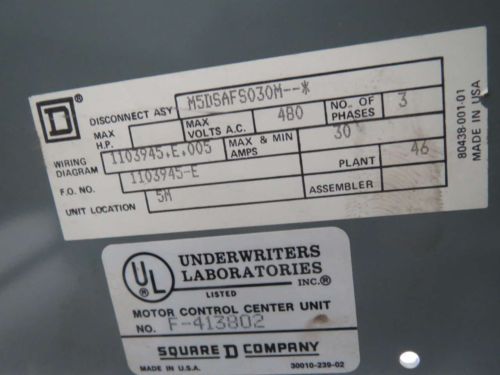 D ®
DISCONNECT ASY M5DSAFS030M--*
MAX H.P. MAX VOLTS A.C. 480 NO. OF PHASES 3
WIRING DIAGRAM 1103945.E.005 MAX & MIN AMPS 30
F.O. NO. 1103945-E PLANT 46
UNIT LOCATION 5M ASSEMBLER
80438-001-01
MADE IN USA
UL ®
UNDERWRITERS
LABORATORIES
INC.®
LISTED
MOTOR CONTROL CENTER UNIT
NO. F-413802
SQUARE D COMPANY
MADE IN U.S.A. 30010-239-02